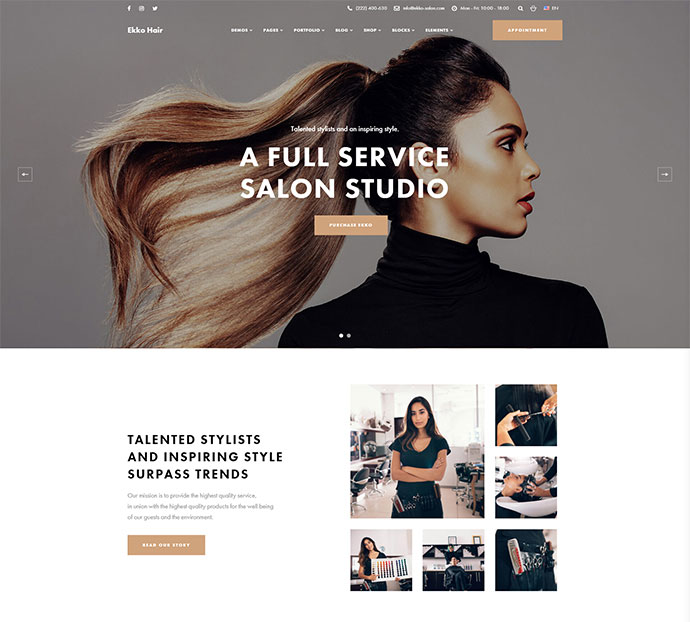 (222) 400-630 info@ekko-salon.com Mon - Fri: 10:00 - 18:00 EN
Ekko Hair DEMOS PAGES PORTFOLIO BLOG SHOP BLOCKS ELEMENTS APPOINTMENT
Talented stylists and an inspiring style.
A FULL SERVICE
SALON STUDIO
PURCHASE EKKO
TALENTED STYLISTS
AND INSPIRING STYLE
SURPASS TRENDS
Our mission is to provide the highest quality service,
in union with the highest quality products for the well being
of our guests and the environment.
READ OUR STORY